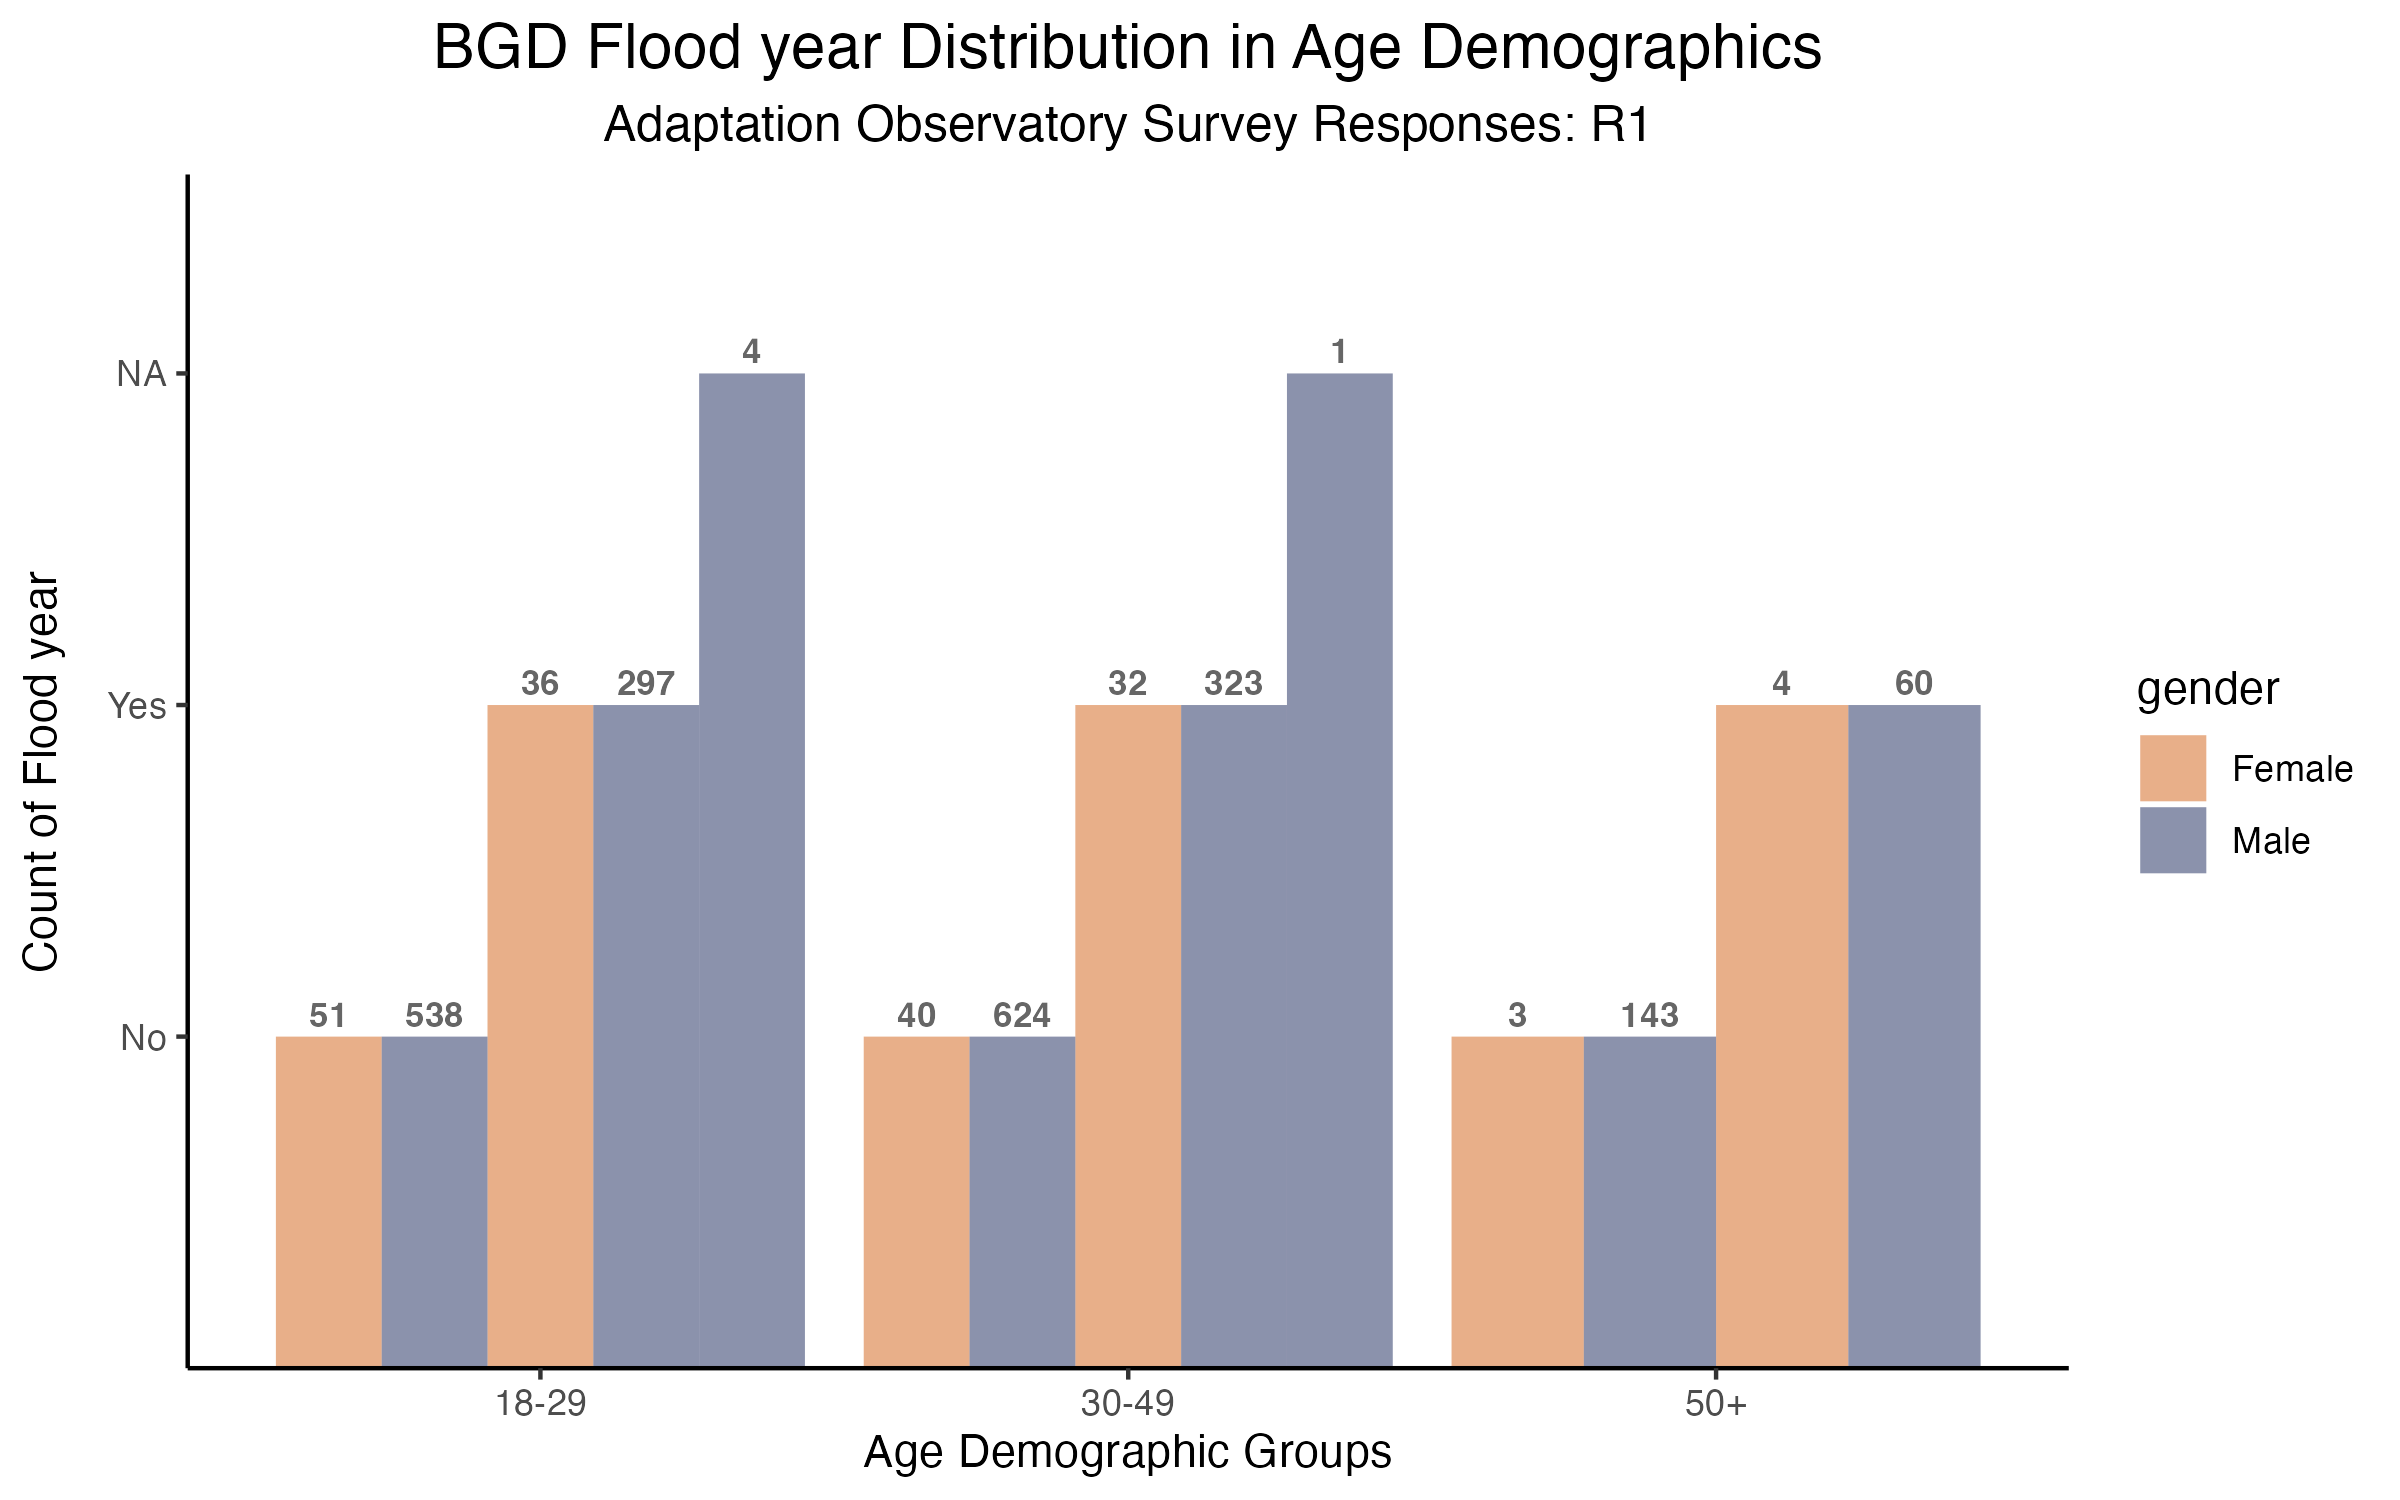 BGD Flood year Distribution in Age Demographics
Adaptation Observatory Survey Responses: R1
Count of Flood year
NA
Yes
No
4
1
36
297
32
323
4
60
51
538
40
624
3
143
18-29
30-49
50+
Age Demographic Groups
gender
Female
Male